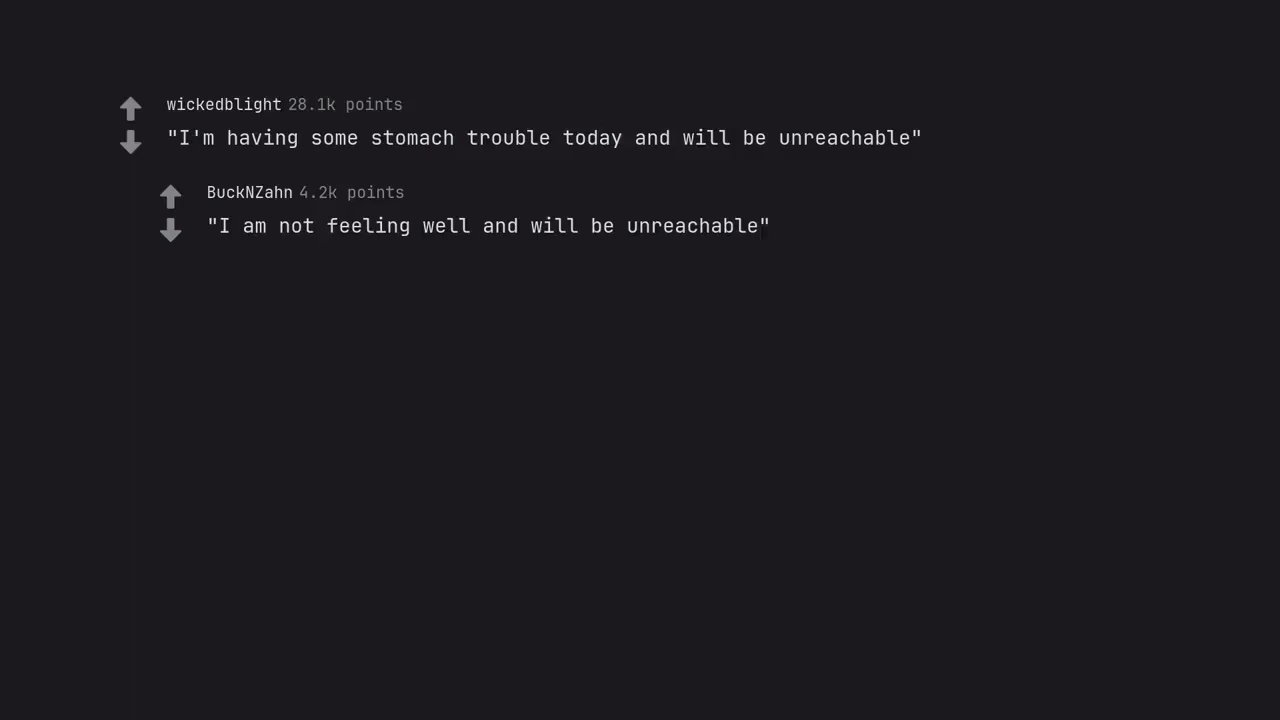 wickedblight 28.1k points
"I'm having some stomach trouble today and will be unreachable"
BuckNZahn 4.2k points
"I am not feeling well and will be unreachable"